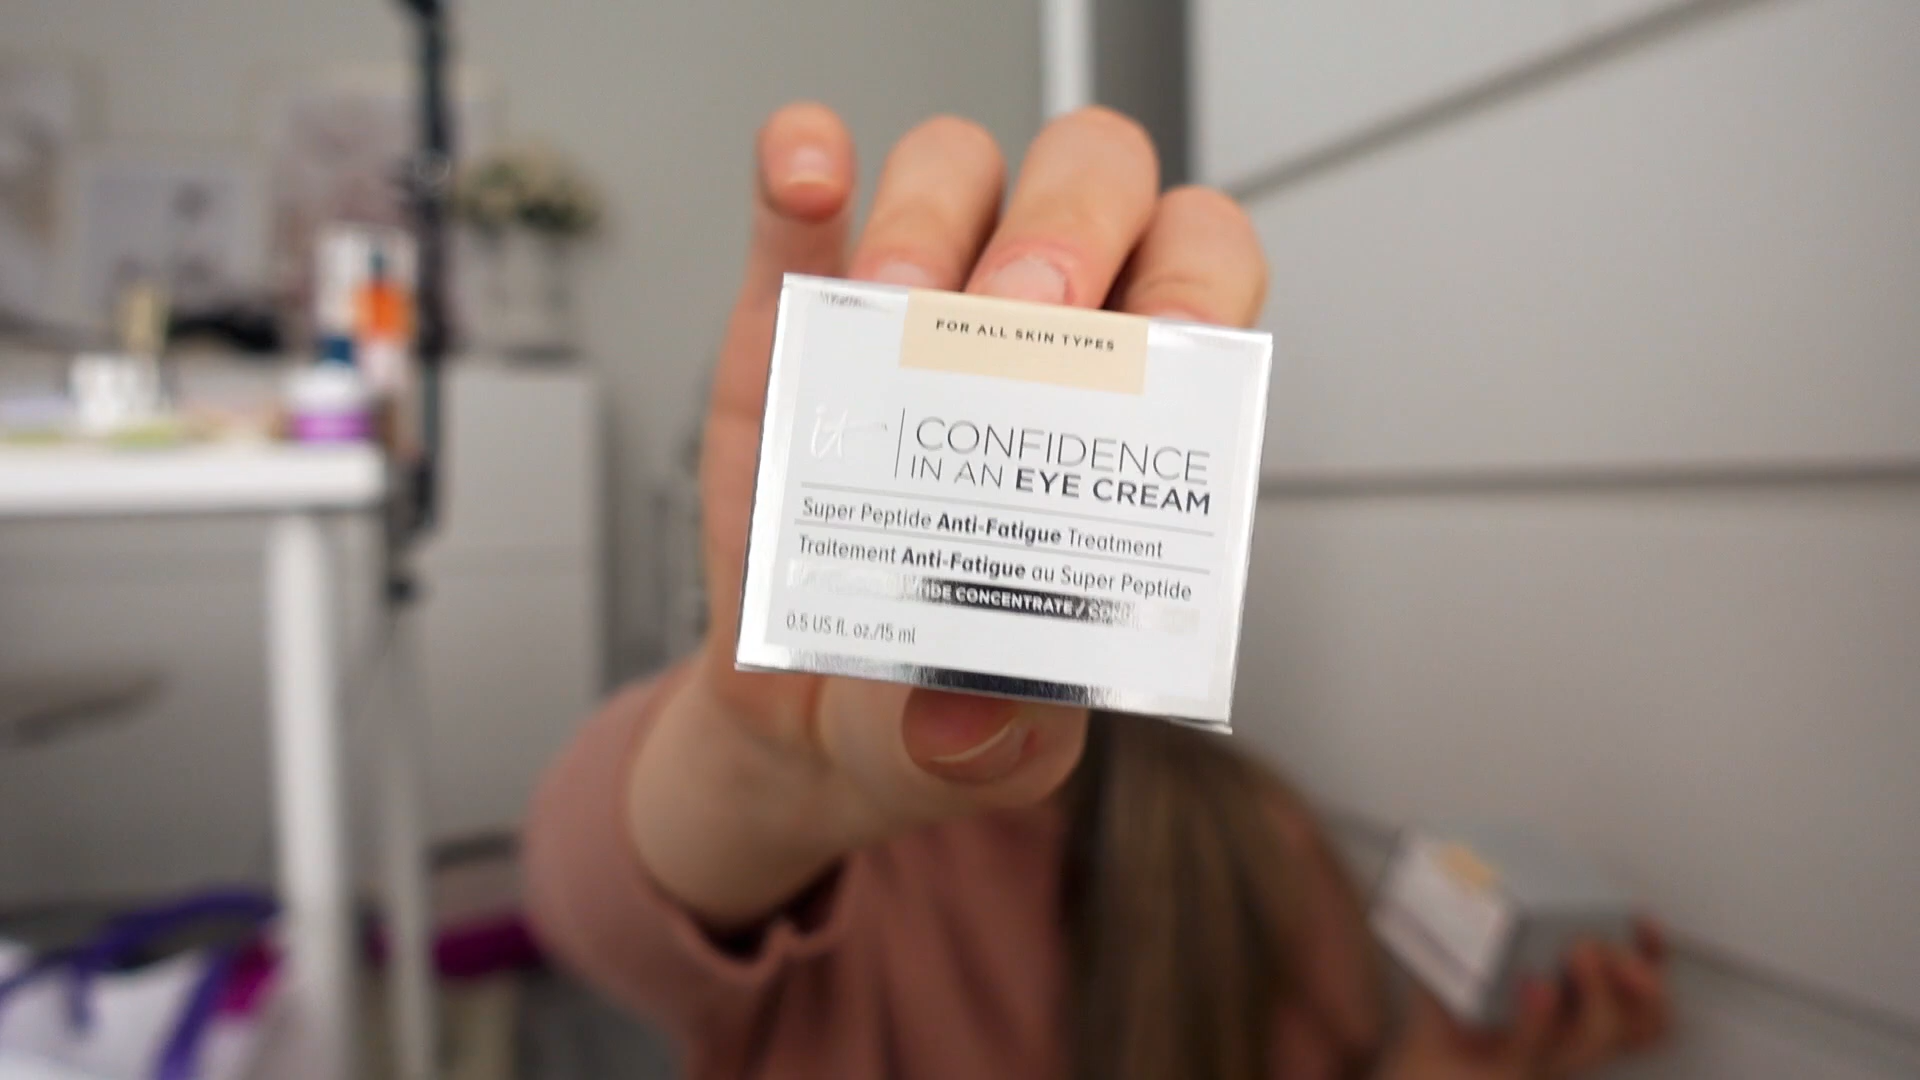 FOR ALL SKIN TYPES
it
CONFIDENCE
IN AN EYE CREAM
Super Peptide Anti-Fatigue Treatment
Traitement Anti-Fatigue au Super Peptide
CONCENTRATE /
0.5 US fl. oz./15 ml